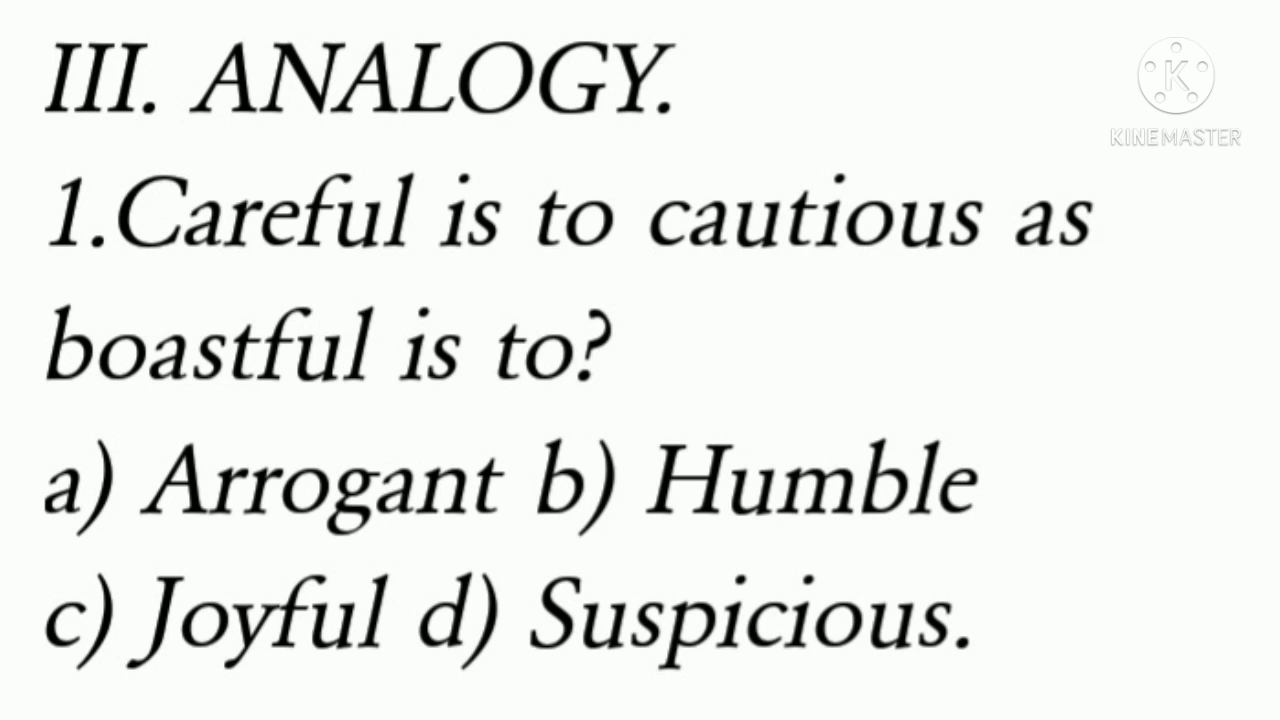 III. ANALOGY.
K
KINEMASTER
1.Careful is to cautious as
boastful is to?
a) Arrogant b) Humble
c) Joyful d) Suspicious.